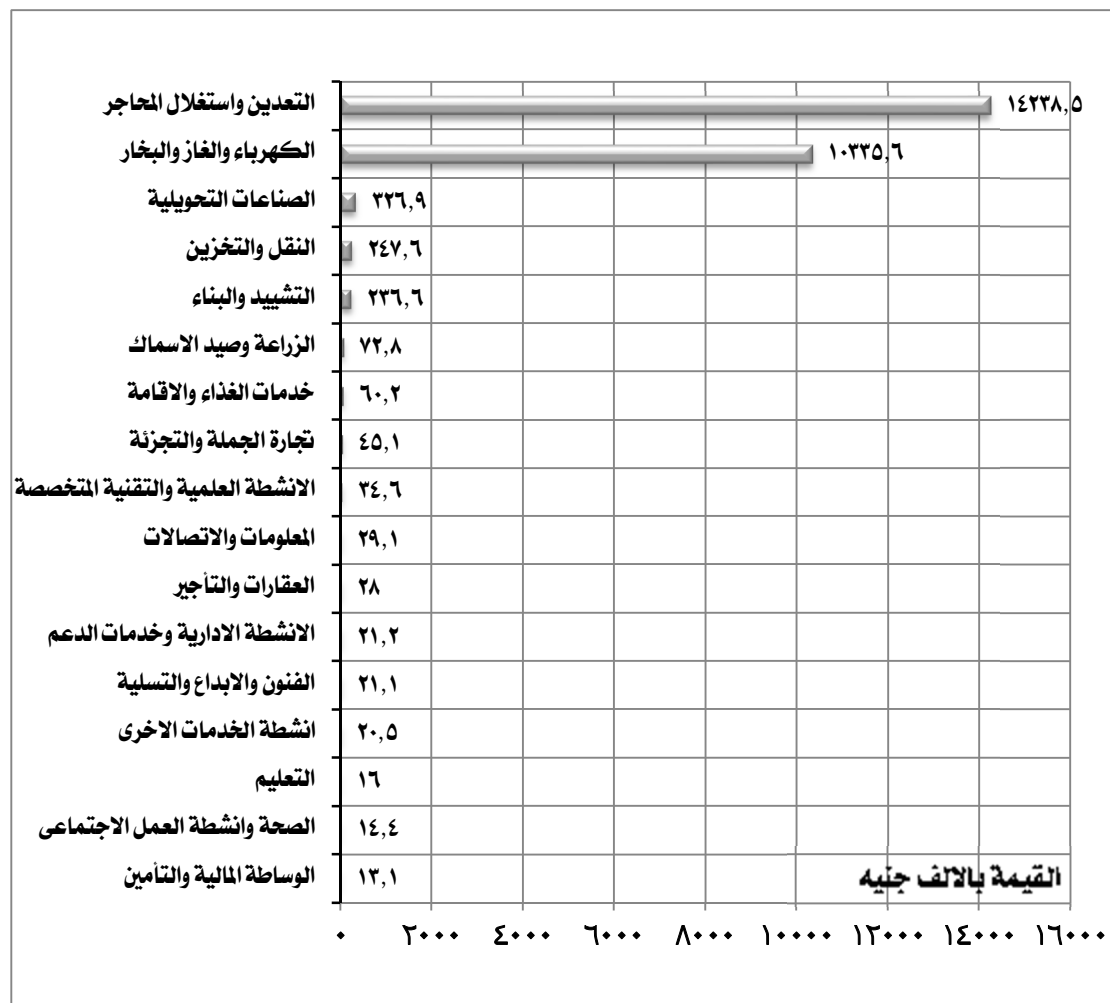 التعدين واستغلال المحاجر ١٤٢٣٨,٥
الكهرباء والغاز والبخار ١٠٣٣٥,٦
الصناعات التحويلية ٣٢٦,٩
النقل والتخزين ٢٤٧,٦
التشييد والبناء ٢٣٦,٦
الزراعة وصيد الاسماك ٧٢,٨
خدمات الغذاء والاقامة ٦٠,٢
تجارة الجملة والتجزئة ٤٥,١
الانشطة العلمية والتقنية المتخصصة ٣٤,٦
المعلومات والاتصالات ٢٩,١
العقارات والتأجير ٢٨
الانشطة الادارية وخدمات الدعم ٢١,٢
الفنون والابداع والتسلية ٢١,١
انشطة الخدمات الاخرى ٢٠,٥
التعليم ١٦
الصحة وانشطة العمل الاجتماعى ١٤,٤
الوساطة المالية والتأمين ١٣,١
القيمة بالالف جنيه
٠ ٢٠٠٠ ٤٠٠٠ ٦٠٠٠ ٨٠٠٠ ١٠٠٠٠ ١٢٠٠٠ ١٤٠٠٠ ١٦٠٠٠